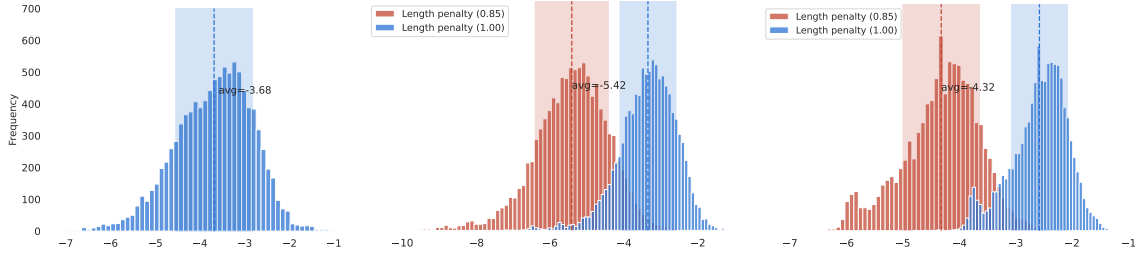 Frequency
700
600
500
400
300
200
100
0
avg=-3.68
−7 −6 −5 −4 −3 −2 −1
Length penalty (0.85)
Length penalty (1.00)
avg=-5.42
−10 −8 −6 −4 −2
Length penalty (0.85)
Length penalty (1.00)
avg=-4.32
−7 −6 −5 −4 −3 −2 −1